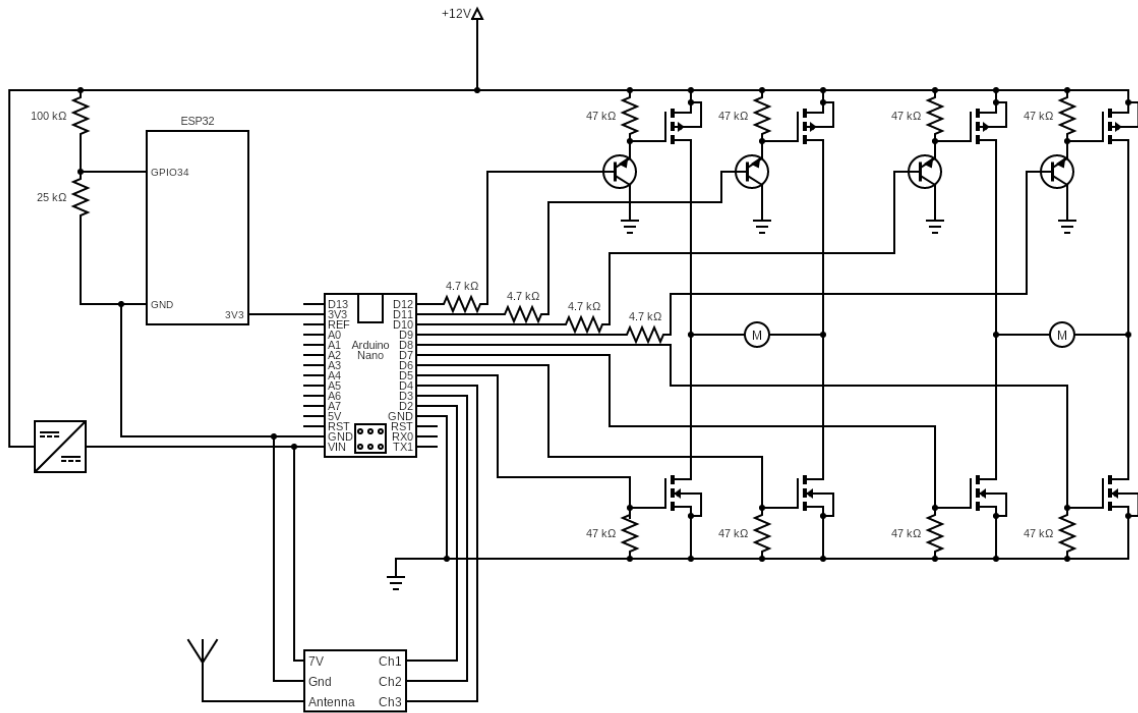 +12V
100 kΩ
ESP32
47 kΩ
47 kΩ
47 kΩ
47 kΩ
GPIO34
25 kΩ
GND
3V3
4.7 kΩ
4.7 kΩ
4.7 kΩ
4.7 kΩ
D13
3V3
REF
A0
A1
A2
A3
A4
A5
A6
A7
5V
RST
GND
VIN
Arduino
Nano
D12
D11
D10
D9
D8
D7
D6
D5
D4
D3
D2
GND
RST
RX0
TX1
M
M
47 kΩ
47 kΩ
47 kΩ
47 kΩ
7V
Gnd
Antenna
Ch1
Ch2
Ch3